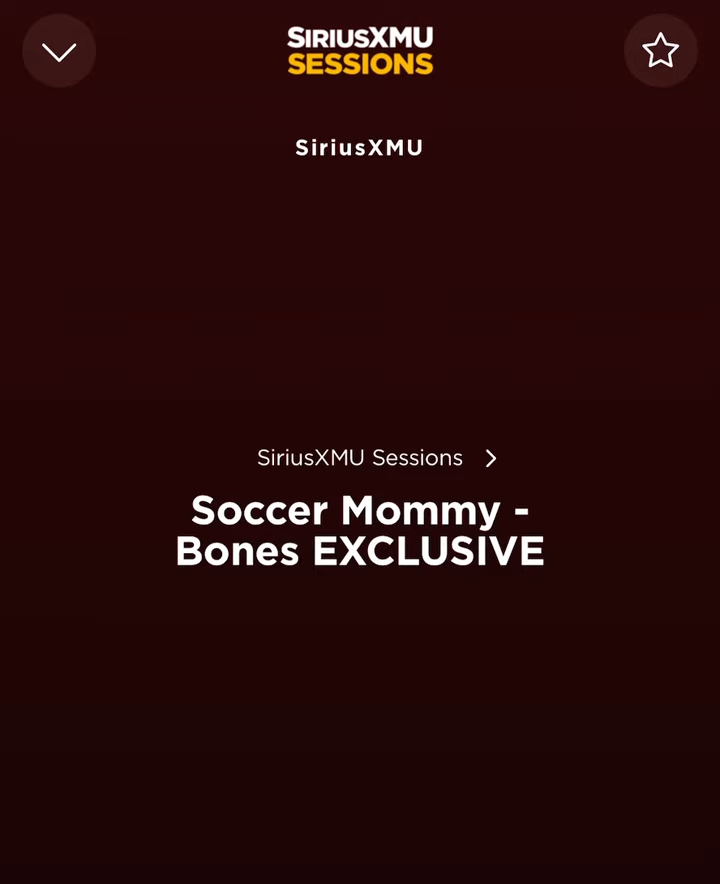 SIRIUSXMU
SESSIONS
SiriusXMU
SiriusXMU Sessions
Soccer Mommy -
Bones EXCLUSIVE